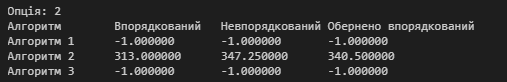 Опція: 2
Алгоритм Впорядкований Невпорядкований Обернено впорядкований
Алгоритм 1 -1.000000 -1.000000 -1.000000
Алгоритм 2 313.000000 347.250000 340.500000
Алгоритм 3 -1.000000 -1.000000 -1.000000